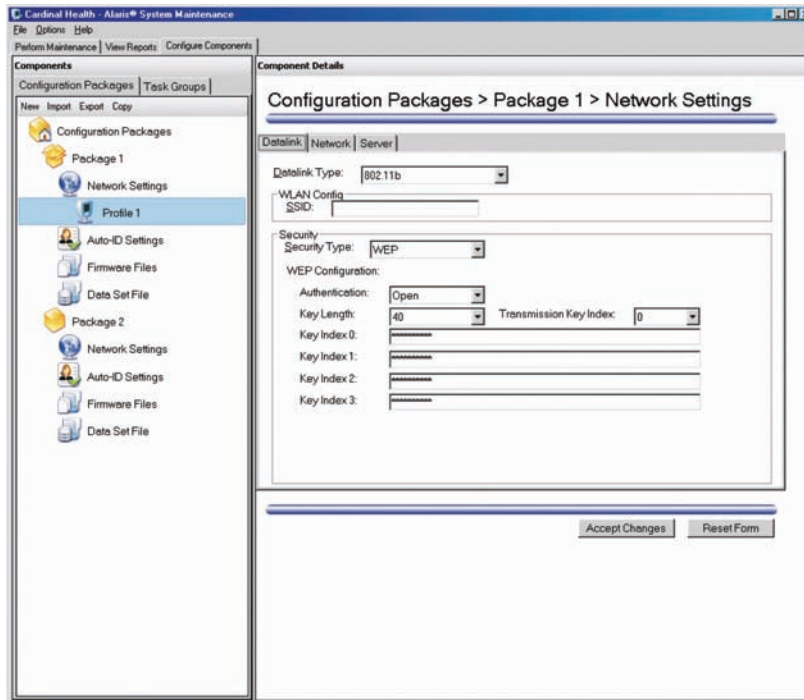 Cardinal Health - Alaris® System Maintenance
File Options Help
Perform Maintenance View Reports Configure Components
Components
Configuration Packages Task Groups
New Import Export Copy
Configuration Packages
Package 1
Network Settings
Profile 1
Auto-ID Settings
Firmware Files
Data Set File
Package 2
Network Settings
Auto-ID Settings
Firmware Files
Data Set File
Component Details
Configuration Packages > Package 1 > Network Settings
Datalink Network Server
Datalink Type: 802.11b
WLAN Config
SSID:
Security
Security Type: WEP
WEP Configuration:
Authentication: Open
Key Length: 40 Transmission Key Index: 0
Key Index 0: **********
Key Index 1: **********
Key Index 2: **********
Key Index 3: **********
Accept Changes Reset Form